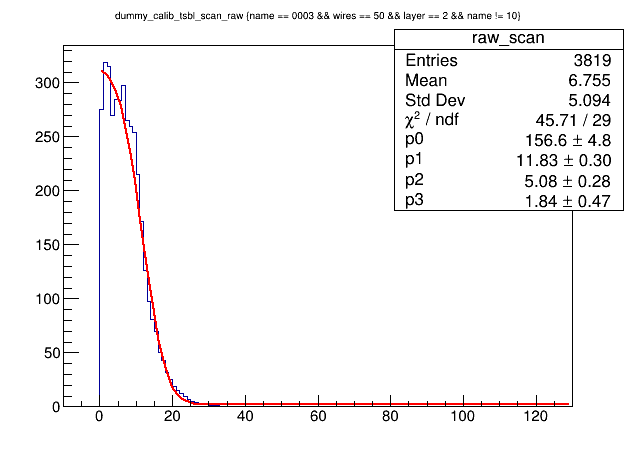 dummy_calib_tsbl_scan_raw {name == 0003 && wires == 50 && layer == 2 && name != 10}
raw_scan
Entries 3819
Mean 6.755
Std Dev 5.094
χ² / ndf 45.71 / 29
p0 156.6 ± 4.8
p1 11.83 ± 0.30
p2 5.08 ± 0.28
p3 1.84 ± 0.47
300
250
200
150
100
50
0
0 20 40 60 80 100 120